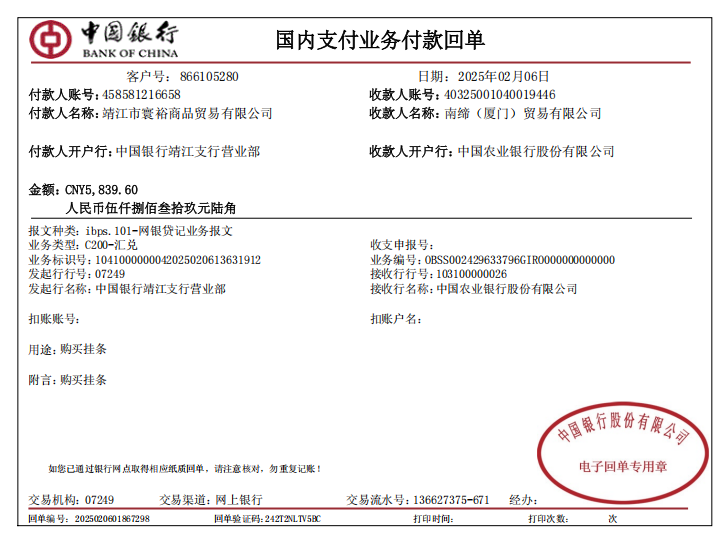 中国银行
BANK OF CHINA
国内支付业务付款回单
客户号：866105280 日期：2025年02月06日
付款人账号：458581216658 收款人账号：40325001040019446
付款人名称：靖江市寰裕商品贸易有限公司 收款人名称：南缔（厦门）贸易有限公司
付款人开户行：中国银行靖江支行营业部 收款人开户行：中国农业银行股份有限公司
金额：CNY5,839.60
人民币伍仟捌佰叁拾玖元陆角
报文种类：ibps.101-网银贷记业务报文
业务类型：C200-汇兑 收支申报号：
业务标识号：1041000000042025020613631912 业务编号：OBSS002429633796GIRO000000000000
发起行行号：07249 接收行行号：103100000026
发起行名称：中国银行靖江支行营业部 接收行名称：中国农业银行股份有限公司
扣账账号： 扣账户名：
用途：购买挂条
附言：购买挂条
中国银行股份有限公司
电子回单专用章
如您已通过银行网点取得相应纸质回单，请注意核对，勿重复记账！
交易机构：07249 交易渠道：网上银行 交易流水号：136627375-671 经办：
回单编号：2025020601867298 回单验证码：242T2NLTV5BC 打印时间： 打印次数： 次